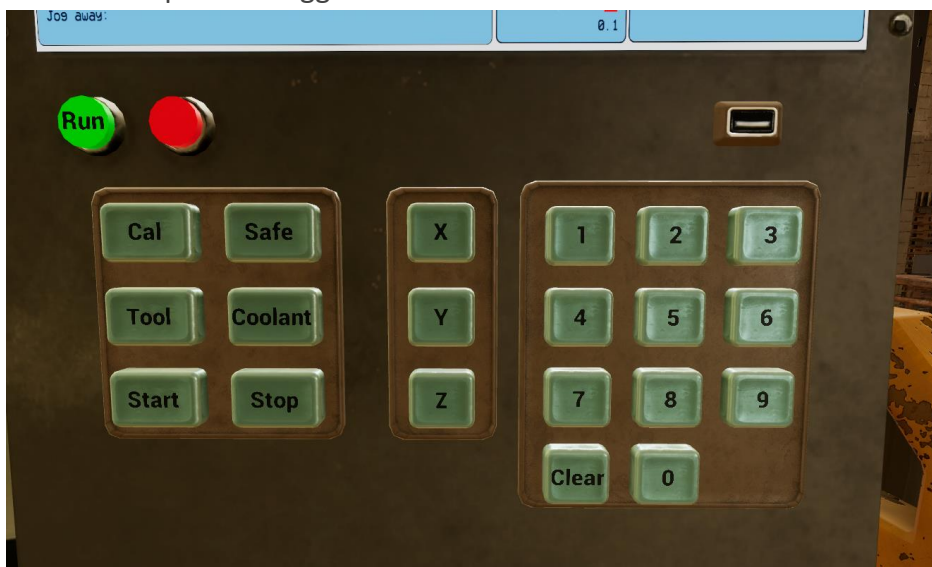 Jog away:
0.1
Run
Cal Safe
Tool Coolant
Start Stop
X
Y
Z
1 2 3
4 5 6
7 8 9
Clear 0